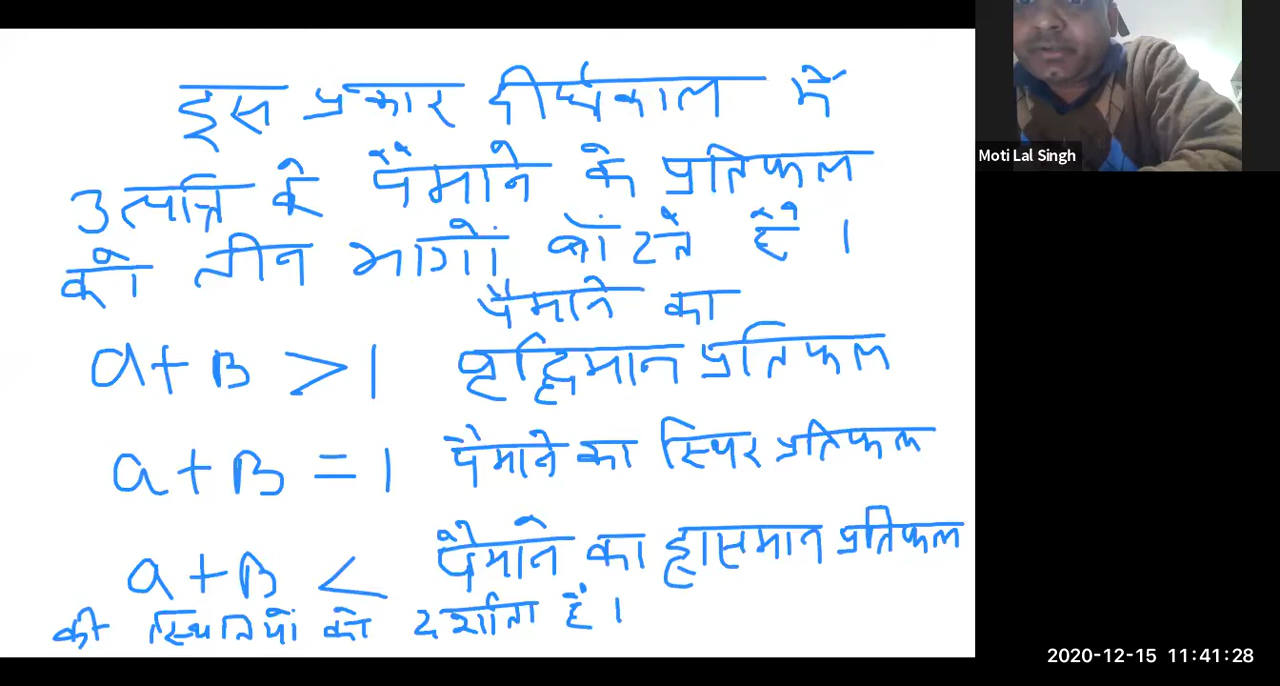 इस प्रकार दीर्घकाल में
उत्पत्ति के पैमाने के प्रतिफल
को तीन भागों बाँटते हैं ।
पैमाने का
a + B > 1 वृद्धिमान प्रतिफल
a + B = 1 पैमाने का स्थिर प्रतिफल
a + B < पैमाने का ह्रासमान प्रतिफल
की स्थितियों को दर्शाता हैं ।
Moti Lal Singh
2020-12-15 11:41:28